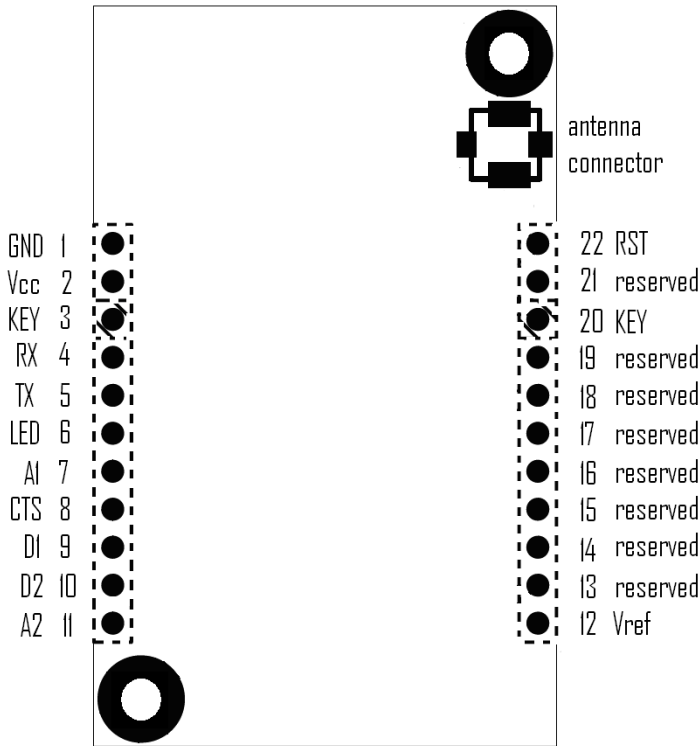 antenna
connector
GND 1
Vcc 2
KEY 3
RX 4
TX 5
LED 6
A1 7
CTS 8
D1 9
D2 10
A2 11
22 RST
21 reserved
20 KEY
19 reserved
18 reserved
17 reserved
16 reserved
15 reserved
14 reserved
13 reserved
12 Vref